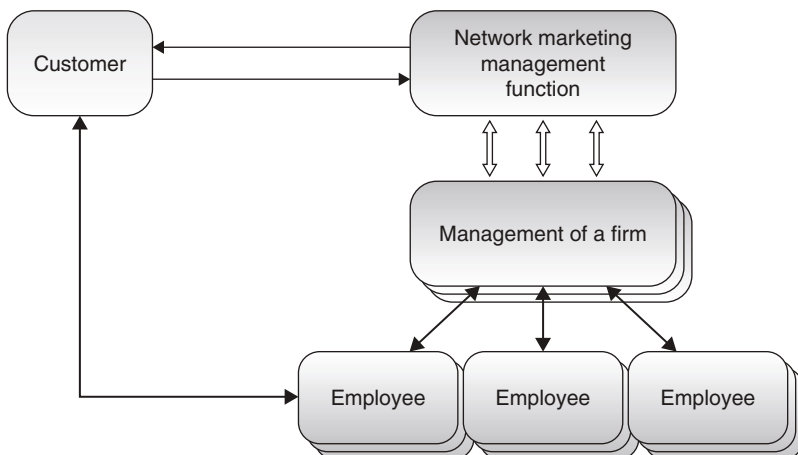 Customer
Network marketing
management
function
Management of a firm
Employee
Employee
Employee